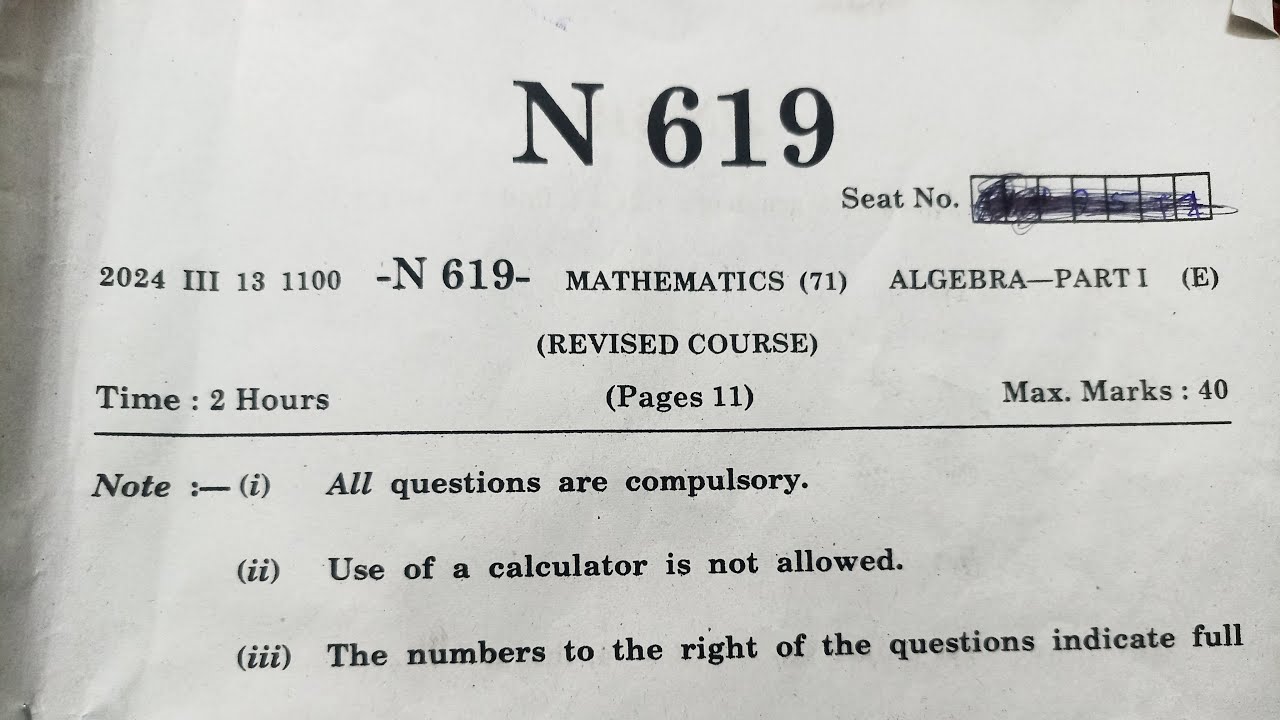 N 619
Seat No.
2024 III 13 1100 -N 619- MATHEMATICS (71) ALGEBRA—PART I (E)
(REVISED COURSE)
Time : 2 Hours (Pages 11) Max. Marks : 40
Note :— (i) All questions are compulsory.
(ii) Use of a calculator is not allowed.
(iii) The numbers to the right of the questions indicate full